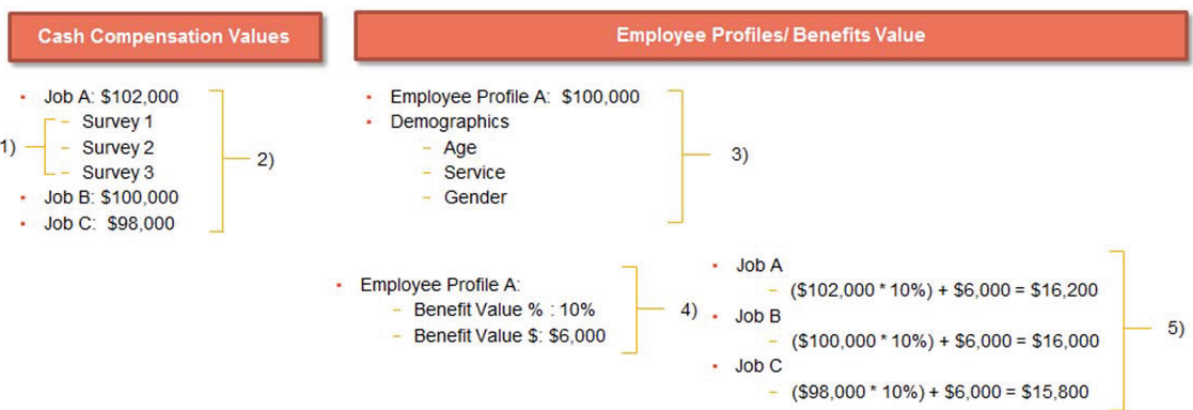 Cash Compensation Values
Employee Profiles/ Benefits Value
• Job A: $102,000
– Survey 1
1) – Survey 2
– Survey 3
2)
• Job B: $100,000
• Job C: $98,000
• Employee Profile A: $100,000
• Demographics
– Age
– Service
– Gender
3)
• Employee Profile A:
– Benefit Value % : 10%
– Benefit Value $: $6,000
4)
• Job A
– ($102,000 * 10%) + $6,000 = $16,200
• Job B
– ($100,000 * 10%) + $6,000 = $16,000
• Job C
– ($98,000 * 10%) + $6,000 = $15,800
5)